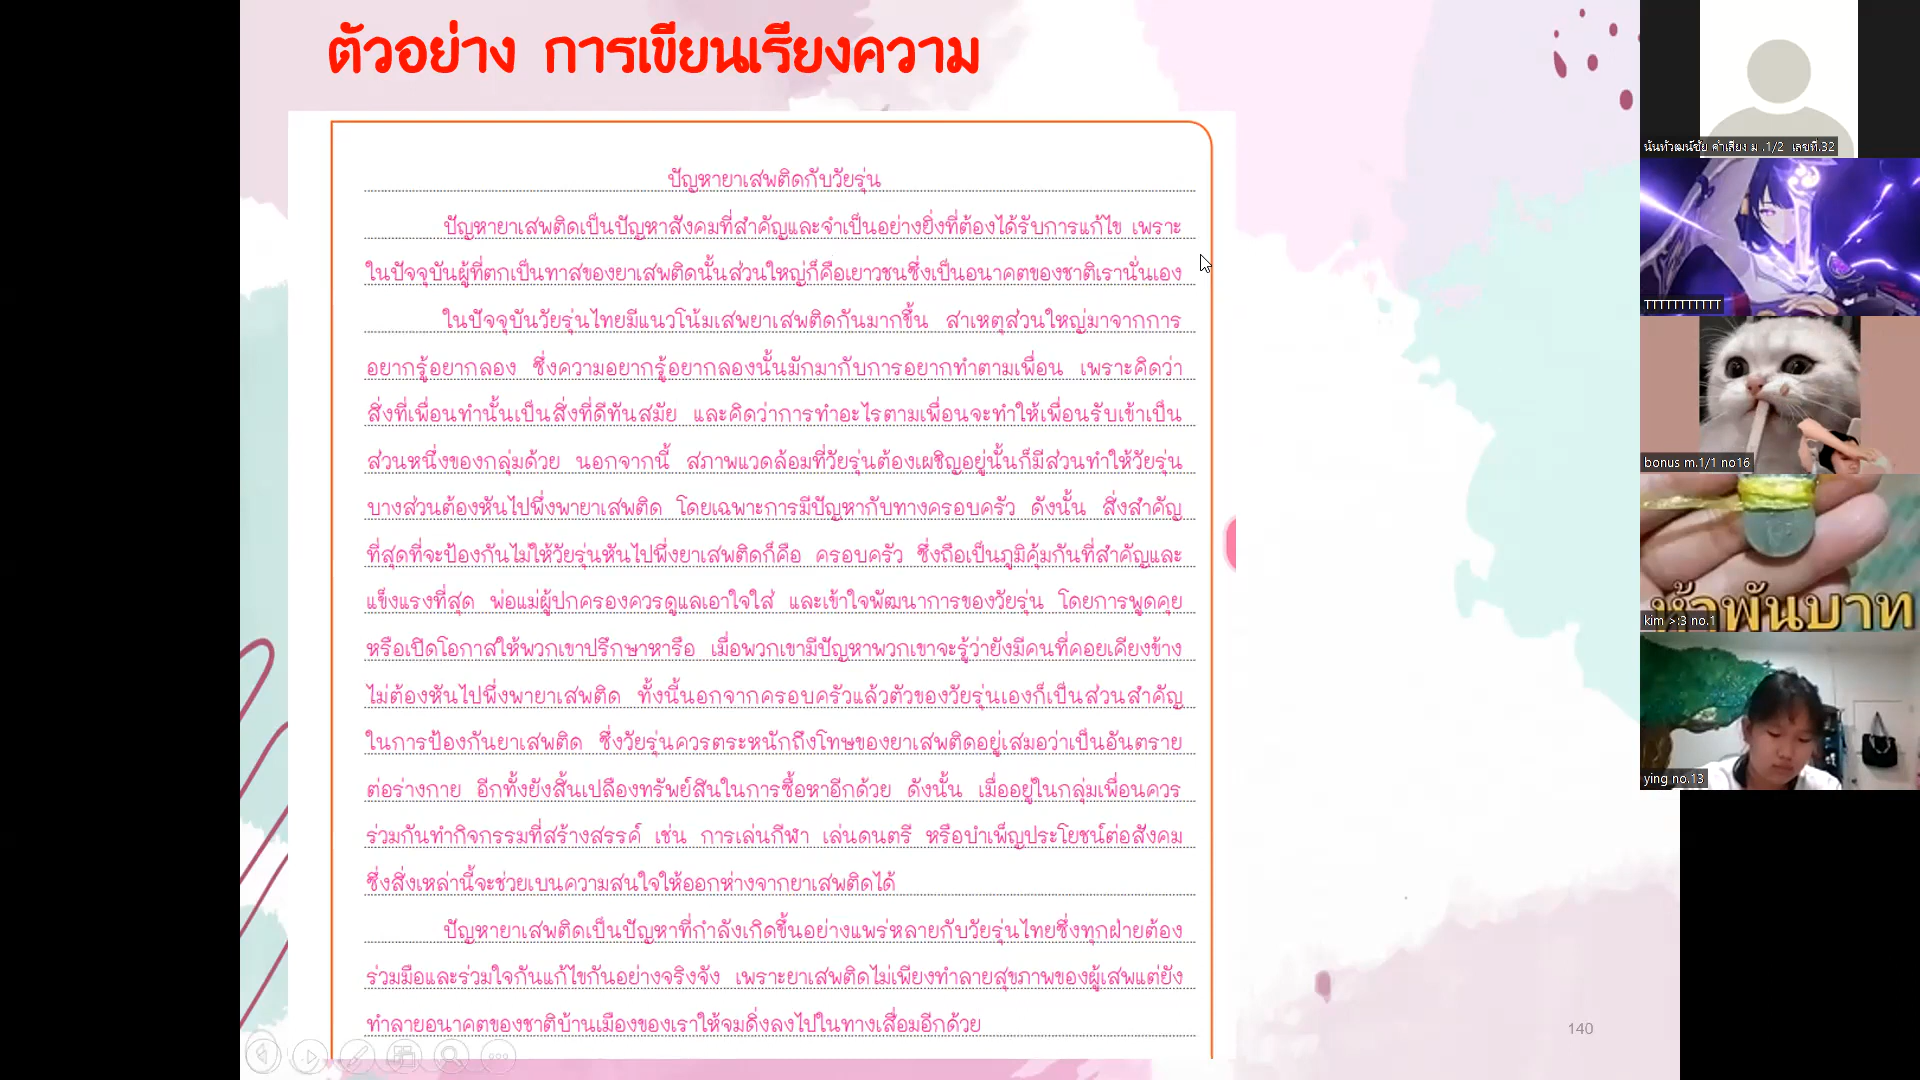 ตัวอย่าง การเขียนเรียงความ
ปัญหายาเสพติดกับวัยรุ่น
ปัญหายาเสพติดเป็นปัญหาสังคมที่สำคัญและจำเป็นอย่างยิ่งที่ต้องได้รับการแก้ไข เพราะ
ในปัจจุบันผู้ที่ตกเป็นทาสของยาเสพติดนั้นส่วนใหญ่ก็คือเยาวชนซึ่งเป็นอนาคตของชาติเรานั่นเอง
ในปัจจุบันวัยรุ่นไทยมีแนวโน้มเสพยาเสพติดกันมากขึ้น สาเหตุส่วนใหญ่มาจากการ
อยากรู้อยากลอง ซึ่งความอยากรู้อยากลองนั้นมักมากับการอยากทำตามเพื่อน เพราะคิดว่า
สิ่งที่เพื่อนทำนั้นเป็นสิ่งที่ดีทันสมัย และคิดว่าการทำอะไรตามเพื่อนจะทำให้เพื่อนรับเข้าเป็น
ส่วนหนึ่งของกลุ่มด้วย นอกจากนี้ สภาพแวดล้อมที่วัยรุ่นต้องเผชิญอยู่นั้นก็มีส่วนทำให้วัยรุ่น
บางส่วนต้องหันไปพึ่งพายาเสพติด โดยเฉพาะการมีปัญหากับทางครอบครัว ดังนั้น สิ่งสำคัญ
ที่สุดที่จะป้องกันไม่ให้วัยรุ่นหันไปพึ่งยาเสพติดก็คือ ครอบครัว ซึ่งถือเป็นภูมิคุ้มกันที่สำคัญและ
แข็งแรงที่สุด พ่อแม่ผู้ปกครองควรดูแลเอาใจใส่ และเข้าใจพัฒนาการของวัยรุ่น โดยการพูดคุย
หรือเปิดโอกาสให้พวกเขาปรึกษาหารือ เมื่อพวกเขามีปัญหาพวกเขาจะรู้ว่ายังมีคนที่คอยเคียงข้าง
ไม่ต้องหันไปพึ่งพายาเสพติด ทั้งนี้นอกจากครอบครัวแล้วตัวของวัยรุ่นเองก็เป็นส่วนสำคัญ
ในการป้องกันยาเสพติด ซึ่งวัยรุ่นควรตระหนักถึงโทษของยาเสพติดอยู่เสมอว่าเป็นอันตราย
ต่อร่างกาย อีกทั้งยังสิ้นเปลืองทรัพย์สินในการซื้อหาอีกด้วย ดังนั้น เมื่ออยู่ในกลุ่มเพื่อนควร
ร่วมกันทำกิจกรรมที่สร้างสรรค์ เช่น การเล่นกีฬา เล่นดนตรี หรือบำเพ็ญประโยชน์ต่อสังคม
ซึ่งสิ่งเหล่านี้จะช่วยเบนความสนใจให้ออกห่างจากยาเสพติดได้
ปัญหายาเสพติดเป็นปัญหาที่กำลังเกิดขึ้นอย่างแพร่หลายกับวัยรุ่นไทยซึ่งทุกฝ่ายต้อง
ร่วมมือและร่วมใจกันแก้ไขกันอย่างจริงจัง เพราะยาเสพติดไม่เพียงทำลายสุขภาพของผู้เสพแต่ยัง
ทำลายอนาคตของชาติบ้านเมืองของเราให้จมดิ่งลงไปในทางเสื่อมอีกด้วย
140
ม.1/2 เลขที่.32
TTTTTTTTTTT
bonus m.1/1 no16
ห้าพันบาท
kim >:3 no.1
ying no.13